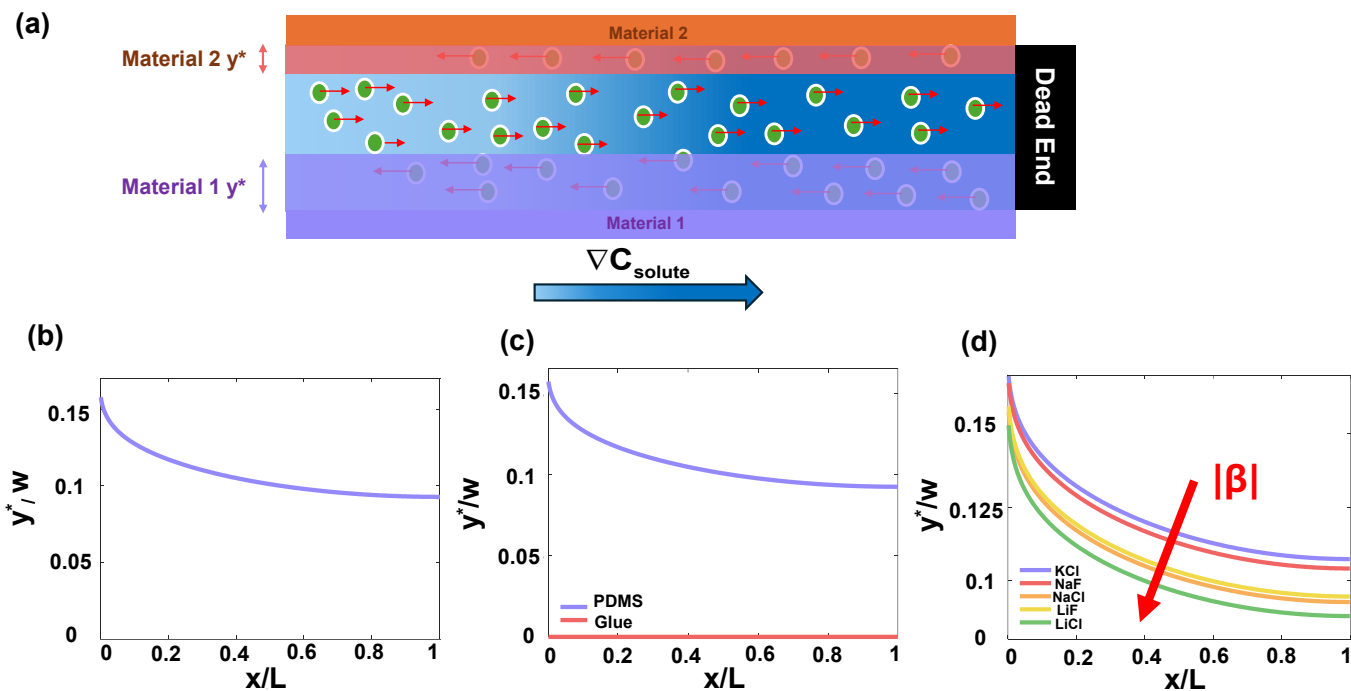 (a)
Material 2
Material 2 y*
Dead End
Material 1 y*
Material 1
∇C solute
(b)
(c)
(d)
0.15
0.1
0.05
0
y*/w
0 0.2 0.4 0.6 0.8 1
x/L
0.15
0.1
0.05
0
y*/w
PDMS
Glue
0 0.2 0.4 0.6 0.8 1
x/L
0.15
0.125
0.1
0
y*/w
|β|
KCl
NaF
NaCl
LiF
LiCl
0 0.2 0.4 0.6 0.8 1
x/L